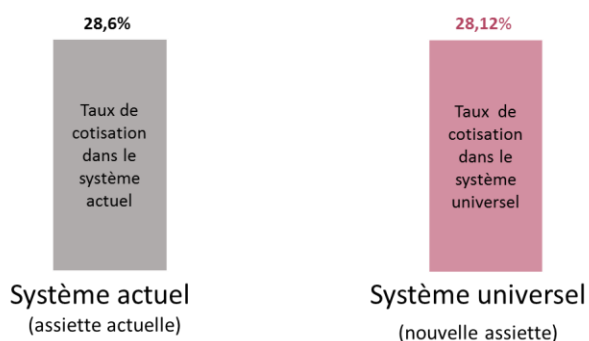 28,6%
Taux de
cotisation
dans le
système
actuel
Système actuel
(assiette actuelle)
28,12%
Taux de
cotisation
dans le
système
universel
Système universel
(nouvelle assiette)